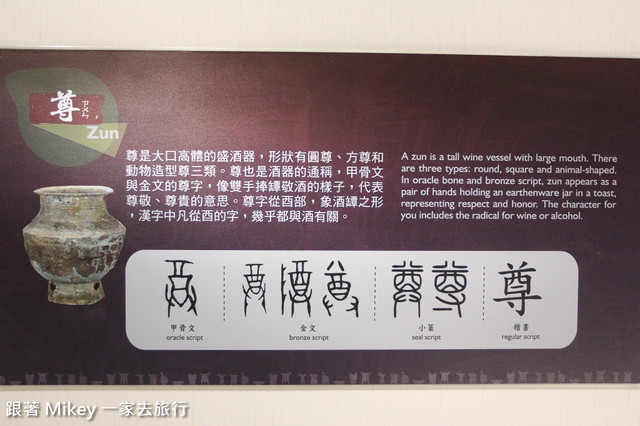 尊
ㄗㄨㄣ
Zun
尊是大口高體的盛酒器，形狀有圓尊、方尊和
動物造型尊三類。尊也是酒器的通稱，甲骨文
與金文的尊字，像雙手捧罈敬酒的樣子，代表
尊敬、尊貴的意思。尊字從酉部，象酒罈之形
，漢字中凡從酉的字，幾乎都與酒有關。
A zun is a tall wine vessel with large mouth. There
are three types: round, square and animal-shaped.
In oracle bone and bronze script, zun appears as a
pair of hands holding an earthenware jar in a toast,
representing respect and honor. The character for
you includes the radical for wine or alcohol.
尊
甲骨文
oracle script
金文
bronze script
小篆
seal script
楷書
regular script
跟著 Mikey 一家去旅行